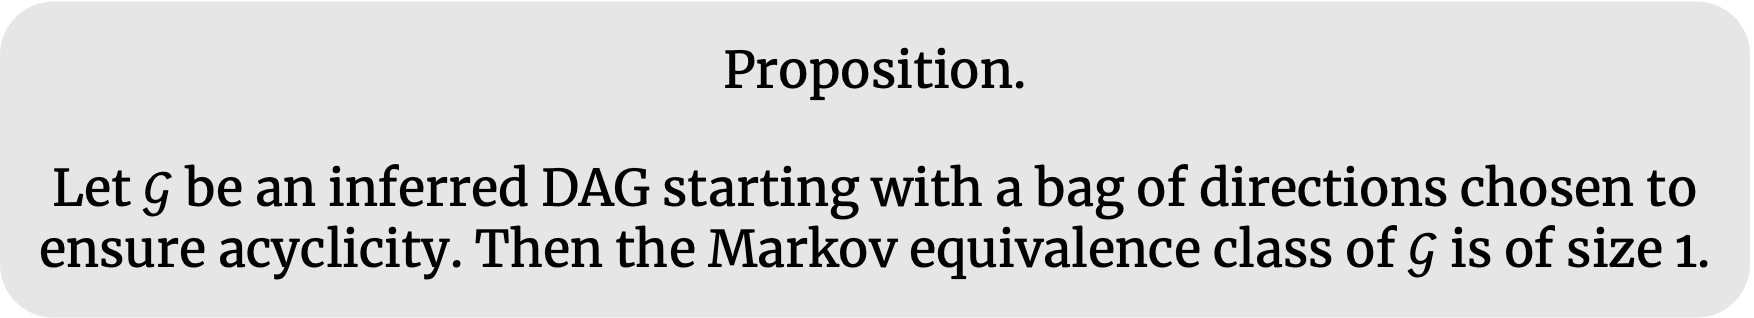 Proposition.
Let 𝒢 be an inferred DAG starting with a bag of directions chosen to
ensure acyclicity. Then the Markov equivalence class of 𝒢 is of size 1.